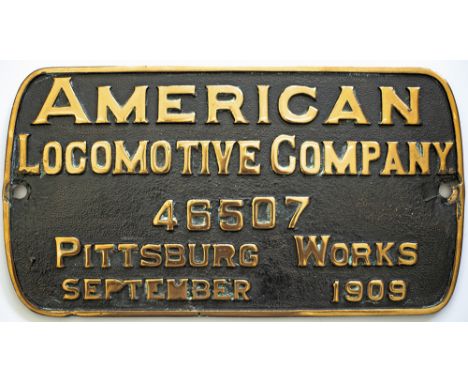 AMERICAN
LOCOMOTIVE COMPANY
46507
PITTSBURG WORKS
SEPTEMBER 1909